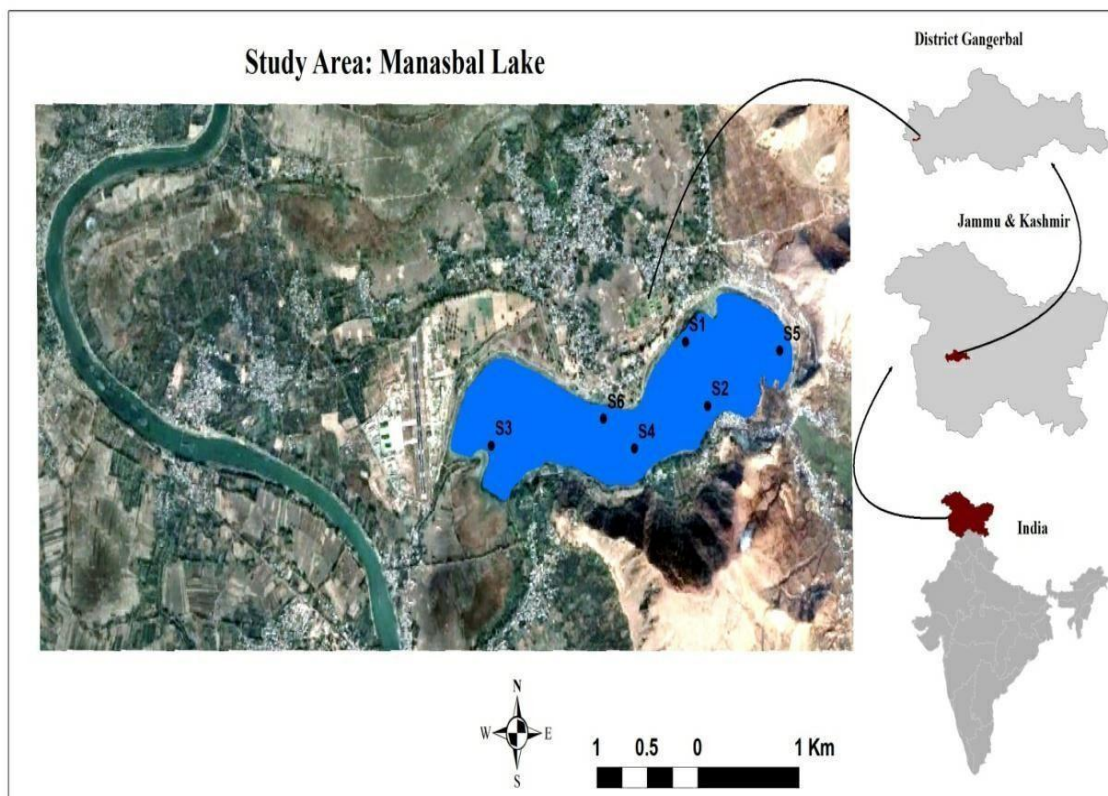 Study Area: Manasbal Lake
District Gangerbal
Jammu & Kashmir
India
S1
S5
S2
S6
S3
S4
N
W E
S
1 0.5 0 1 Km